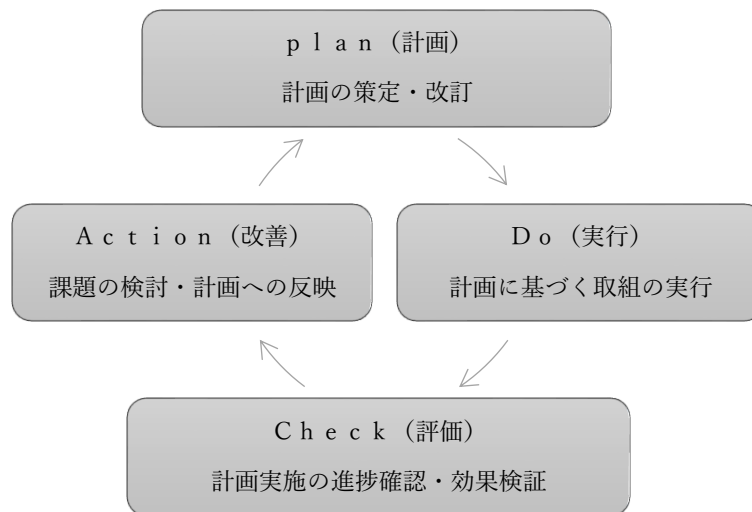 ｐｌａｎ（計画）
計画の策定・改訂
Ａｃｔｉｏｎ（改善）
課題の検討・計画への反映
Ｄｏ（実行）
計画に基づく取組の実行
Ｃｈｅｃｋ（評価）
計画実施の進捗確認・効果検証